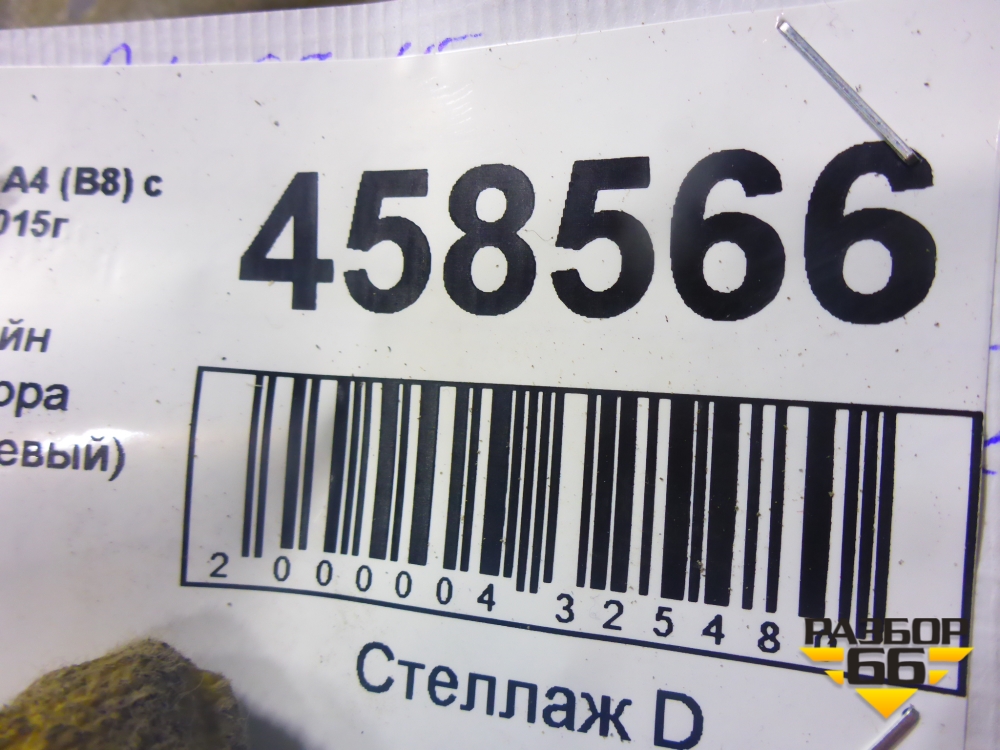 A4 (B8) с
015г
458566
йн
ора
евый)
2 000004 32548
Стеллаж D
РАЗБОР
66